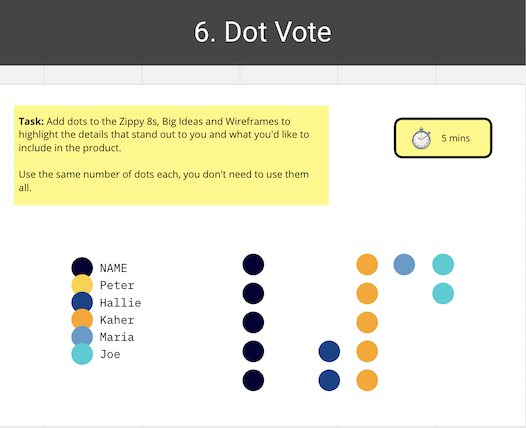 6. Dot Vote
Task: Add dots to the Zippy 8s, Big Ideas and Wireframes to
highlight the details that stand out to you and what you'd like to
include in the product.
Use the same number of dots each, you don't need to use them
all.
5 mins
NAME
Peter
Hallie
Kaher
Maria
Joe